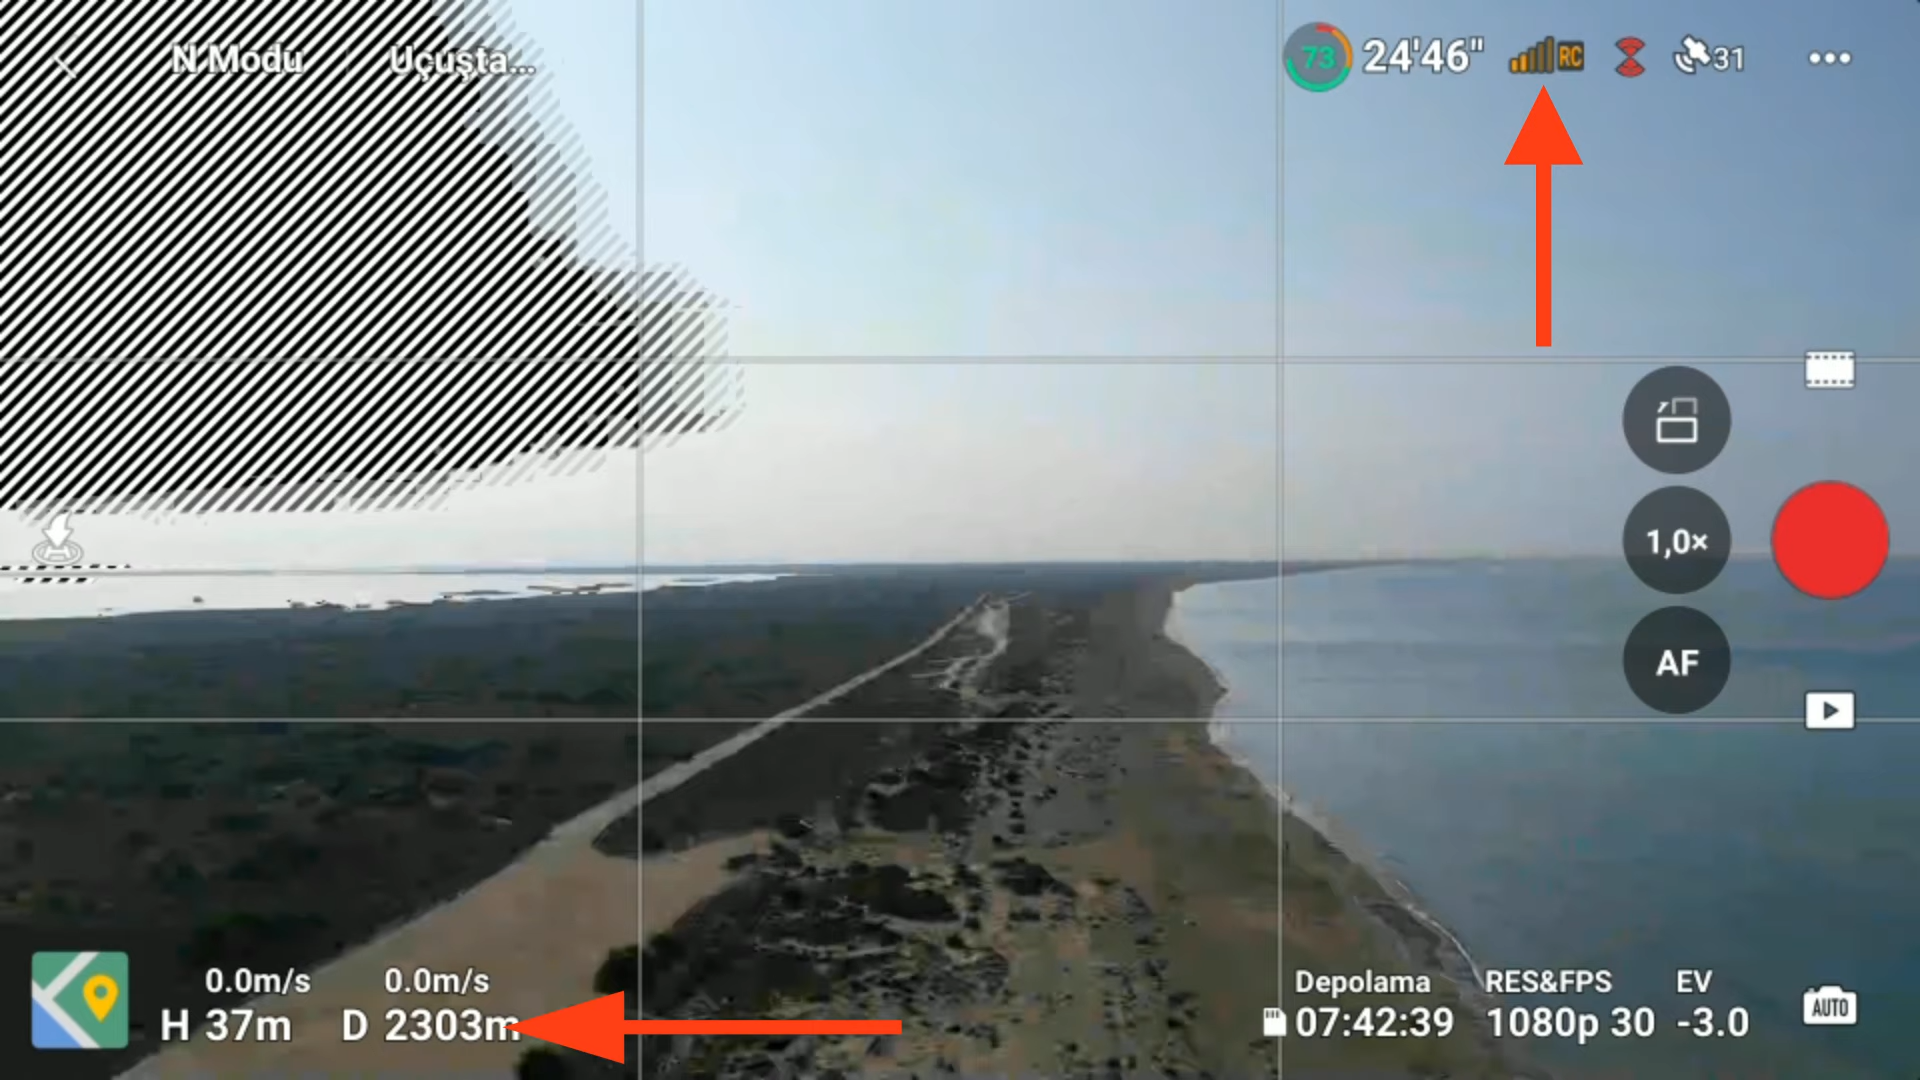 N Modu
Uçuşta...
73
24'46"
RC
31
1,0×
AF
0.0m/s
0.0m/s
H 37m
D 2303m
Depolama
07:42:39
RES&FPS
1080p 30
EV
-3.0
AUTO